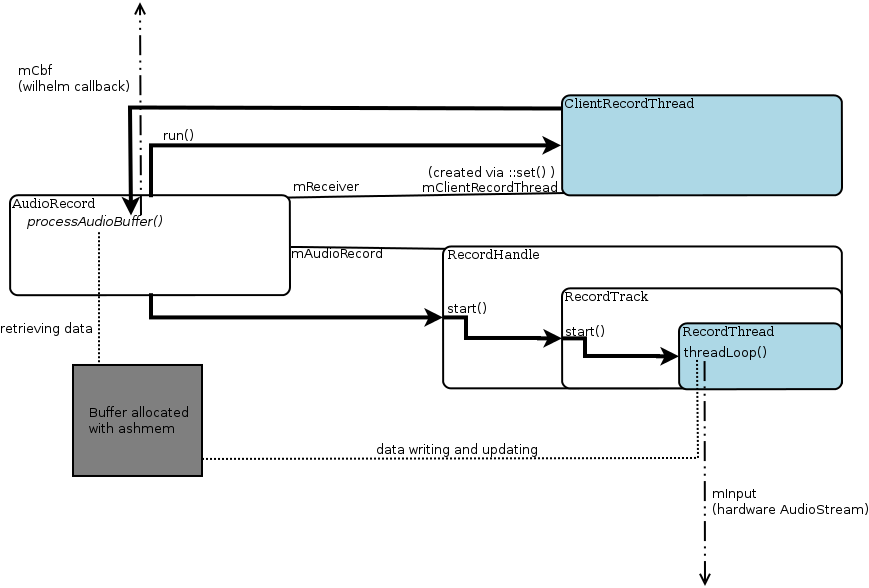 mCbf
(wilhelm callback)
ClientRecordThread
run()
(created via ::set() )
mReceiver
mClientRecordThread
AudioRecord
processAudioBuffer()
mAudioRecord
RecordHandle
RecordTrack
start()
retrieving data
start()
RecordThread
threadLoop()
Buffer allocated
with ashmem
data writing and updating
mInput
(hardware AudioStream)